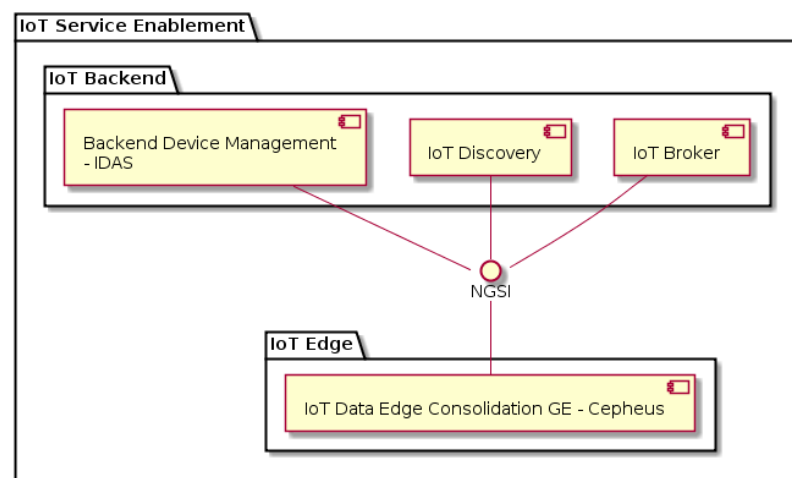 IoT Service Enablement
IoT Backend
Backend Device Management
- IDAS
IoT Discovery
IoT Broker
NGSI
IoT Edge
IoT Data Edge Consolidation GE - Cepheus